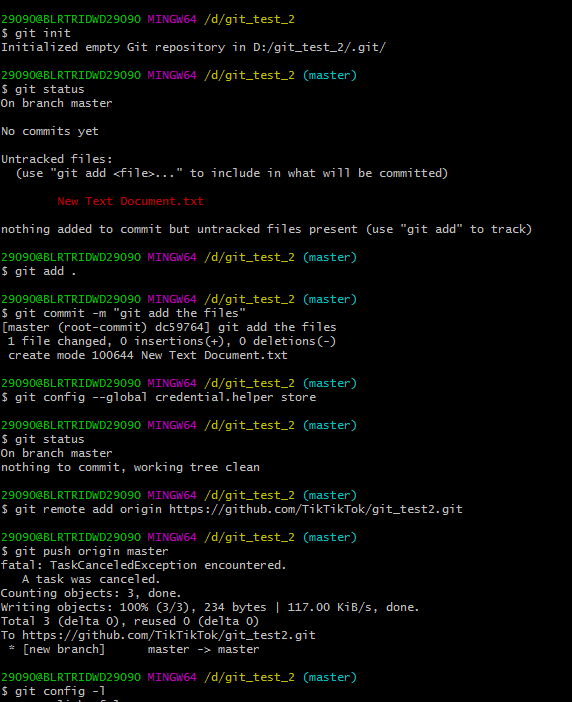 29090@BLRTRIDWD29090 MINGW64 /d/git_test_2
$ git init
Initialized empty Git repository in D:/git_test_2/.git/
29090@BLRTRIDWD29090 MINGW64 /d/git_test_2 (master)
$ git status
On branch master
No commits yet
Untracked files:
(use "git add <file>..." to include in what will be committed)
New Text Document.txt
nothing added to commit but untracked files present (use "git add" to track)
29090@BLRTRIDWD29090 MINGW64 /d/git_test_2 (master)
$ git add .
29090@BLRTRIDWD29090 MINGW64 /d/git_test_2 (master)
$ git commit -m "git add the files"
[master (root-commit) dc59764] git add the files
1 file changed, 0 insertions(+), 0 deletions(-)
create mode 100644 New Text Document.txt
29090@BLRTRIDWD29090 MINGW64 /d/git_test_2 (master)
$ git config --global credential.helper store
29090@BLRTRIDWD29090 MINGW64 /d/git_test_2 (master)
$ git status
On branch master
nothing to commit, working tree clean
29090@BLRTRIDWD29090 MINGW64 /d/git_test_2 (master)
$ git remote add origin https://github.com/TikTikTok/git_test2.git
29090@BLRTRIDWD29090 MINGW64 /d/git_test_2 (master)
$ git push origin master
fatal: TaskCanceledException encountered.
A task was canceled.
Counting objects: 3, done.
Writing objects: 100% (3/3), 234 bytes | 117.00 KiB/s, done.
Total 3 (delta 0), reused 0 (delta 0)
To https://github.com/TikTikTok/git_test2.git
* [new branch] master -> master
29090@BLRTRIDWD29090 MINGW64 /d/git_test_2 (master)
$ git config -l